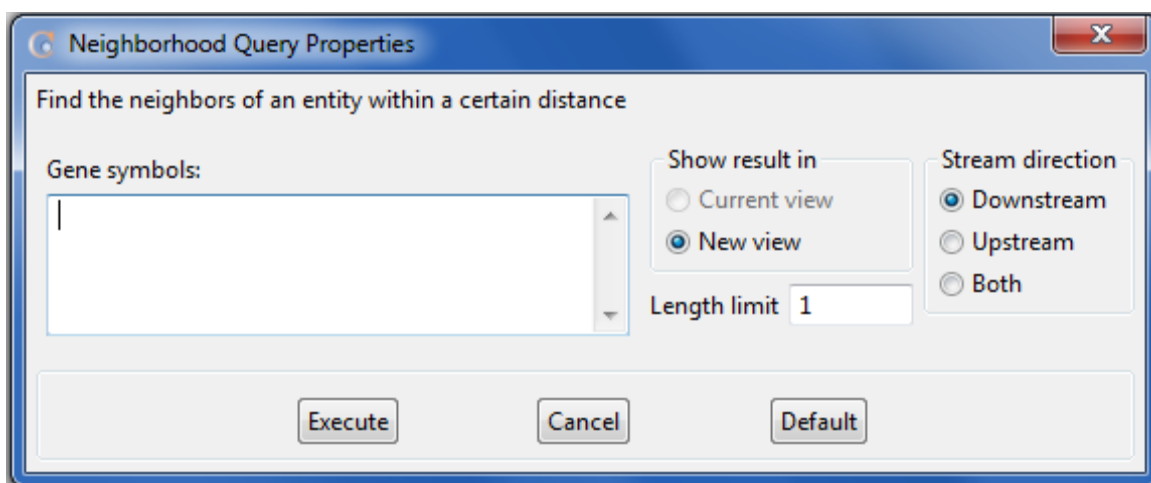 Neighborhood Query Properties
Find the neighbors of an entity within a certain distance
Gene symbols:
Show result in
Current view
New view
Length limit 1
Stream direction
Downstream
Upstream
Both
Execute Cancel Default